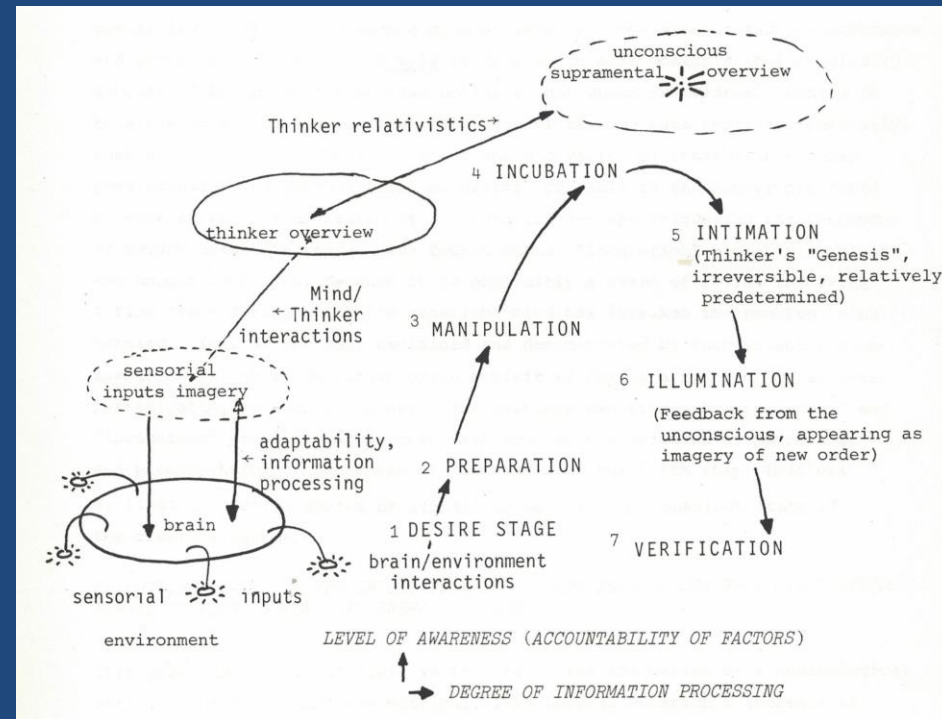 unconscious
supramental overview
Thinker relativistics→
4 INCUBATION
thinker overview
5 INTIMATION
(Thinker's "Genesis",
irreversible, relatively
predetermined)
Mind/
←Thinker
interactions
3 MANIPULATION
sensorial
inputs imagery
6 ILLUMINATION
(Feedback from the
unconscious, appearing as
imagery of new order)
adaptability,
←information
processing
2 PREPARATION
brain
1 DESIRE STAGE
brain/environment
interactions
7 VERIFICATION
sensorial inputs
environment
LEVEL OF AWARENESS (ACCOUNTABILITY OF FACTORS)
DEGREE OF INFORMATION PROCESSING